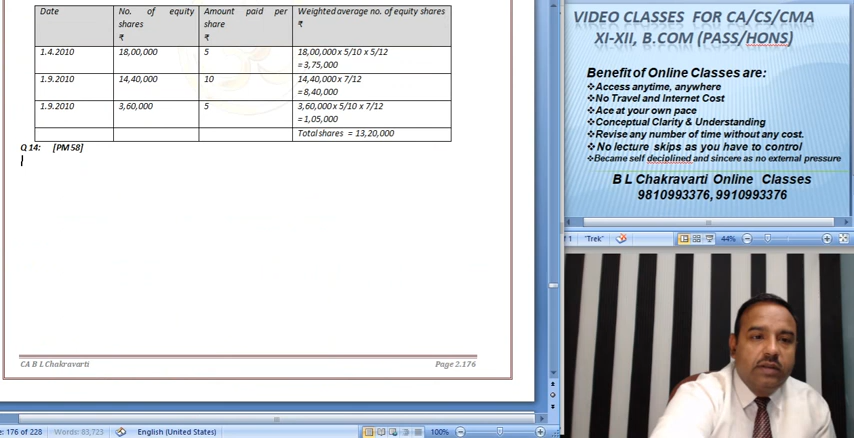 Date No. of equity shares ₹ Amount paid per share ₹ Weighted average no. of equity shares ₹
1.4.2010 18,00,000 5 18,00,000 x 5/10 x 5/12
= 3,75,000
1.9.2010 14,40,000 10 14,40,000 x 7/12
= 8,40,000
1.9.2010 3,60,000 5 3,60,000 x 5/10 x 7/12
= 1,05,000
Total shares = 13,20,000
Q 14: [PM 58]
CA B L Chakravarti Page 2.176
: 176 of 228 Words: 83,723 English (United States) 100%
VIDEO CLASSES FOR CA/CS/CMA
XI-XII, B.COM (PASS/HONS)
Benefit of Online Classes are:
❖Access anytime, anywhere
❖No Travel and Internet Cost
❖Ace at your own pace
❖Conceptual Clarity & Understanding
❖Revise any number of time without any cost.
❖No lecture skips as you have to control
❖Became self deciplined and sincere as no external pressure
B L Chakravarti Online Classes
9810993376, 9910993376
f 1 "Trek" 44%